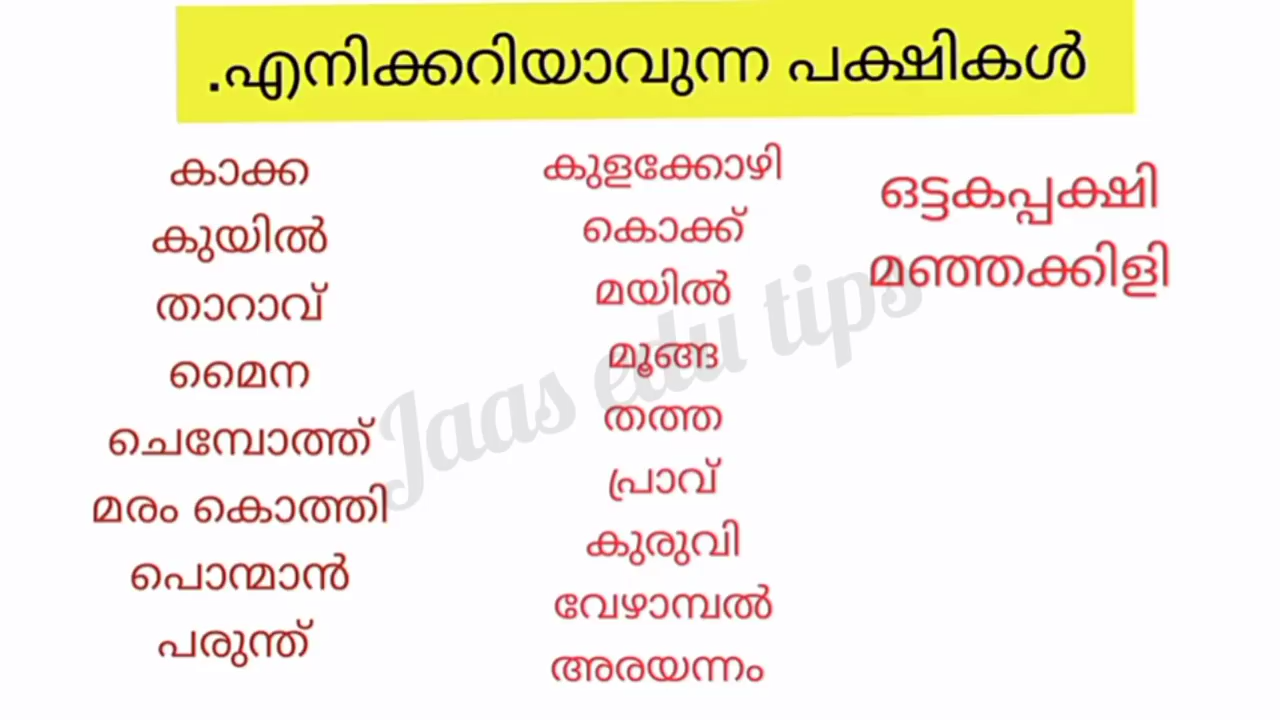 .എനിക്കറിയാവുന്ന പക്ഷികൾ
കാക്ക
കുയിൽ
താറാവ്
മൈന
ചെമ്പോത്ത്
മരം കൊത്തി
പൊന്മാൻ
പരുന്ത്
കുളക്കോഴി
കൊക്ക്
മയിൽ
മൂങ്ങ
തത്ത
പ്രാവ്
കുരുവി
വേഴാമ്പൽ
അരയന്നം
ഒട്ടകപ്പക്ഷി
മഞ്ഞക്കിളി
Jaas edu tips